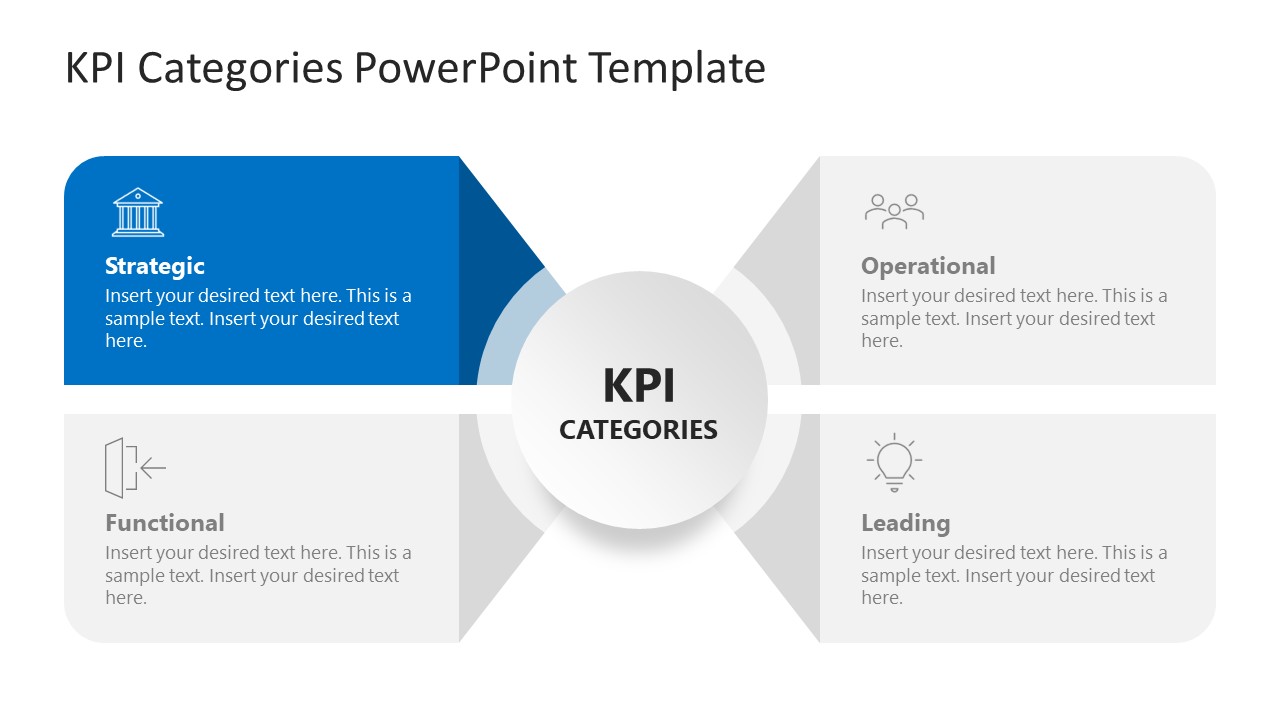 KPI Categories PowerPoint Template
Strategic
Insert your desired text here. This is a
sample text. Insert your desired text
here.
Operational
Insert your desired text here. This is a
sample text. Insert your desired text
here.
KPI
CATEGORIES
Functional
Insert your desired text here. This is a
sample text. Insert your desired text
here.
Leading
Insert your desired text here. This is a
sample text. Insert your desired text
here.